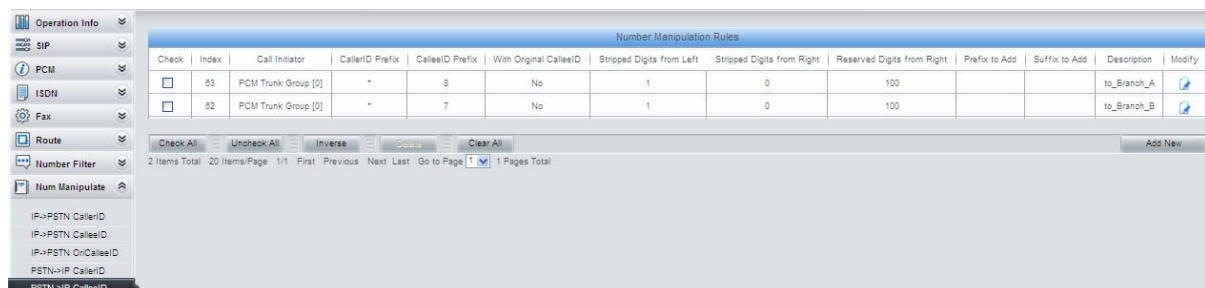 Operation Info
SIP
PCM
ISDN
Fax
Route
Number Filter
Num Manipulate
IP->PSTN CallerID
IP->PSTN CalleeID
IP->PSTN OriCalleeID
PSTN->IP CallerID
PSTN->IP CalleeID
Number Manipulation Rules
Check Index Call Initiator CallerID Prefix CalleeID Prefix With Original CalleeID Stripped Digits from Left Stripped Digits from Right Reserved Digits from Right Prefix to Add Suffix to Add Description Modify
63 PCM Trunk Group [0] * 8 No 1 0 100 to_Branch_A
62 PCM Trunk Group [0] * 7 No 1 0 100 to_Branch_B
Check All Uncheck All Inverse Delete Clear All Add New
2 Items Total 20 Items/Page 1/1 First Previous Next Last Go to Page 1 1 Pages Total